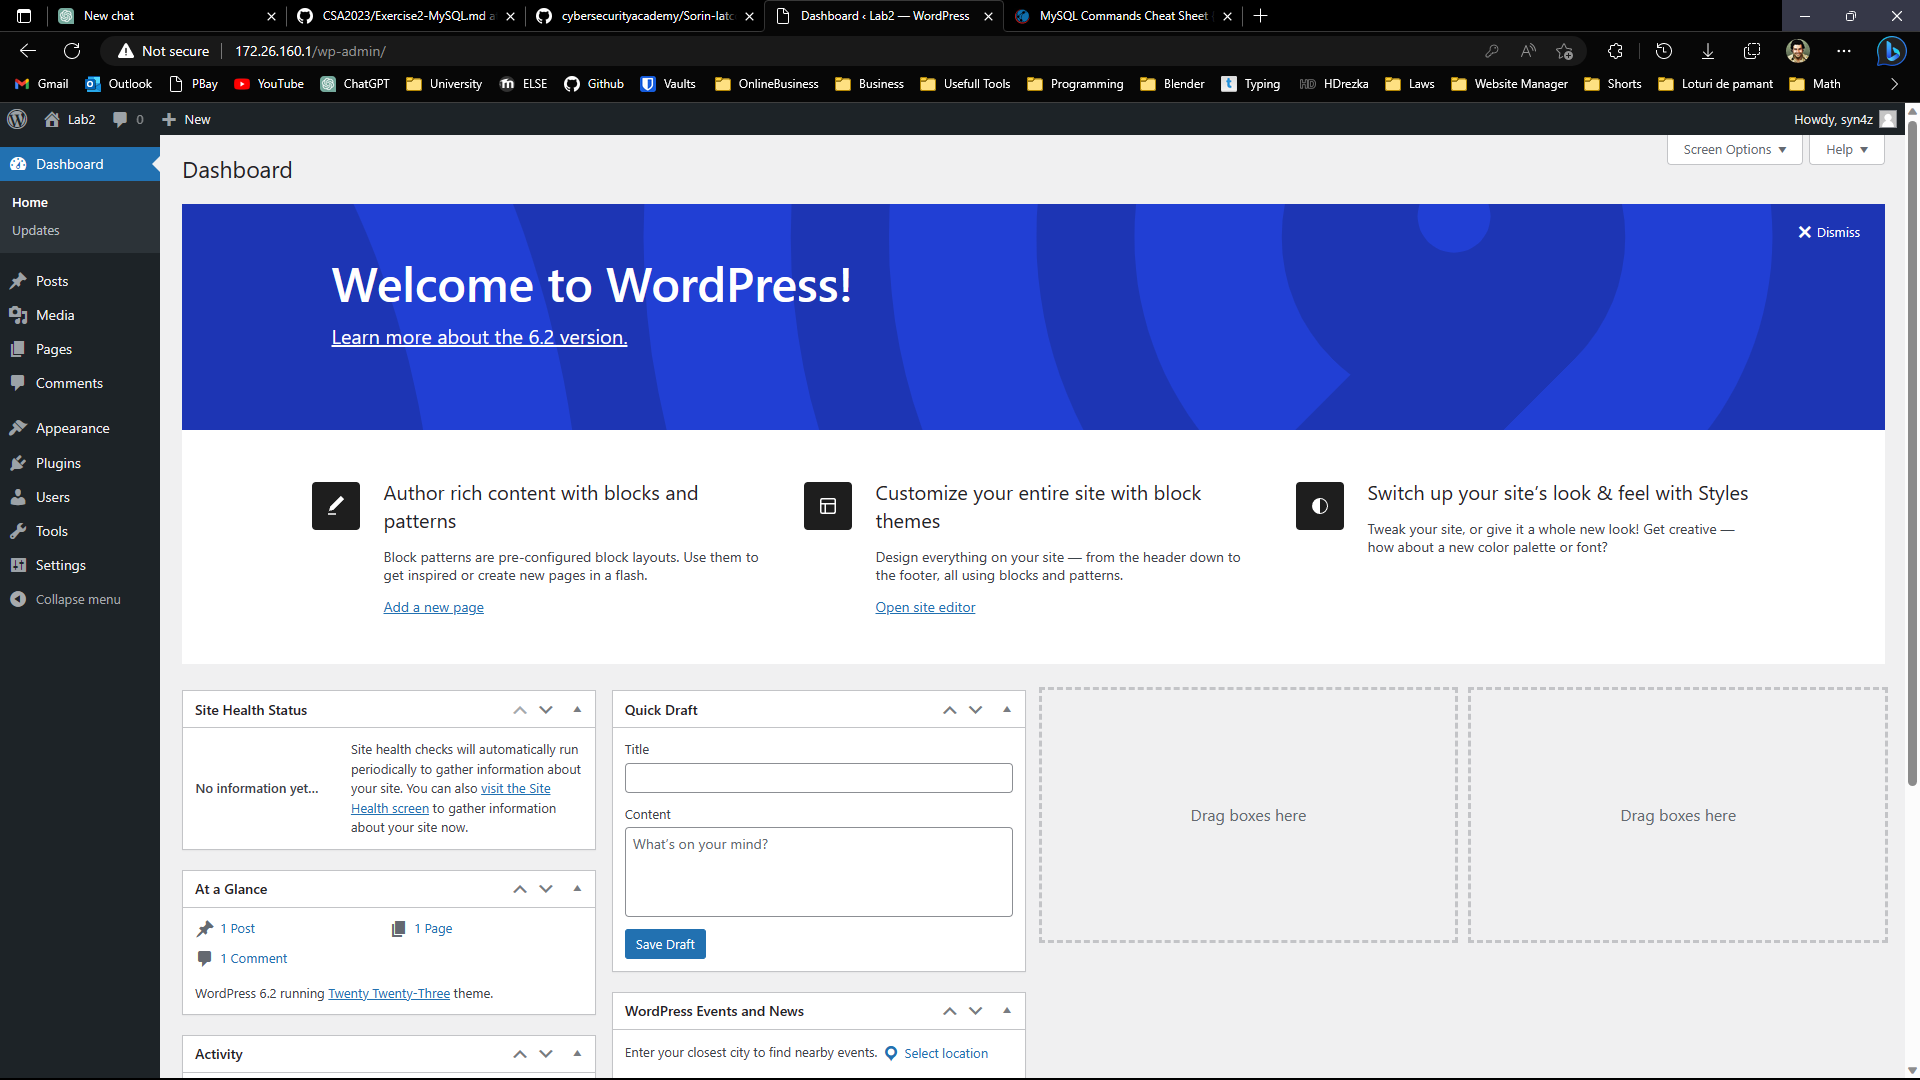 New chat
CSA2023/Exercise2-MySQL.md a
cybersecurityacademy/Sorin-Iatc
Dashboard ‹ Lab2 — WordPress
MySQL Commands Cheat Sheet
Not secure
172.26.160.1/wp-admin/
Gmail
Outlook
PBay
YouTube
ChatGPT
University
ELSE
Github
Vaults
OnlineBusiness
Business
Usefull Tools
Programming
Blender
Typing
HDrezka
Laws
Website Manager
Shorts
Loturi de pamant
Math
Lab2
0
New
Howdy, syn4z
Dashboard
Home
Updates
Posts
Media
Pages
Comments
Appearance
Plugins
Users
Tools
Settings
Collapse menu
Screen Options
Help
Dashboard
Dismiss
Welcome to WordPress!
Learn more about the 6.2 version.
Author rich content with blocks and
patterns
Block patterns are pre-configured block layouts. Use them to
get inspired or create new pages in a flash.
Add a new page
Customize your entire site with block
themes
Design everything on your site — from the header down to
the footer, all using blocks and patterns.
Open site editor
Switch up your site’s look & feel with Styles
Tweak your site, or give it a whole new look! Get creative —
how about a new color palette or font?
Site Health Status
No information yet...
Site health checks will automatically run
periodically to gather information about
your site. You can also visit the Site
Health screen to gather information
about your site now.
At a Glance
1 Post
1 Page
1 Comment
WordPress 6.2 running Twenty Twenty-Three theme.
Activity
Quick Draft
Title
Content
What’s on your mind?
Save Draft
WordPress Events and News
Enter your closest city to find nearby events.
Select location
Drag boxes here
Drag boxes here